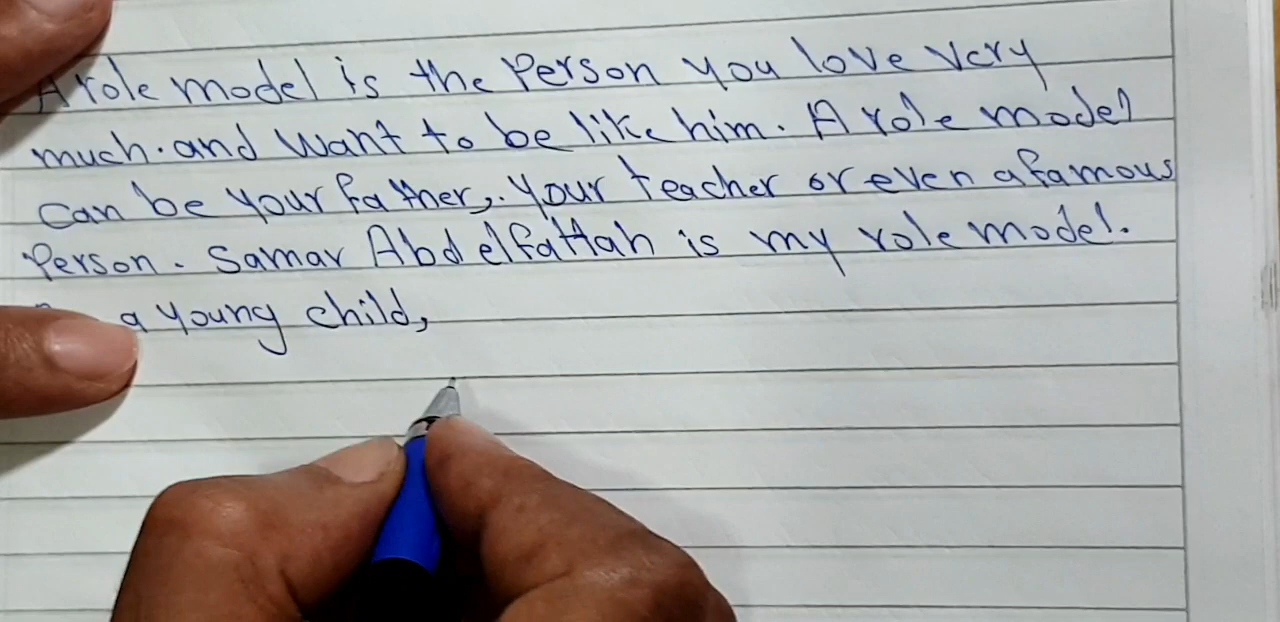 A role model is the Person you love very
much. and want to be like him. A role model
can be your father, your teacher or even a famous
Person. Samar Abdelfattah is my role model.
a young child,